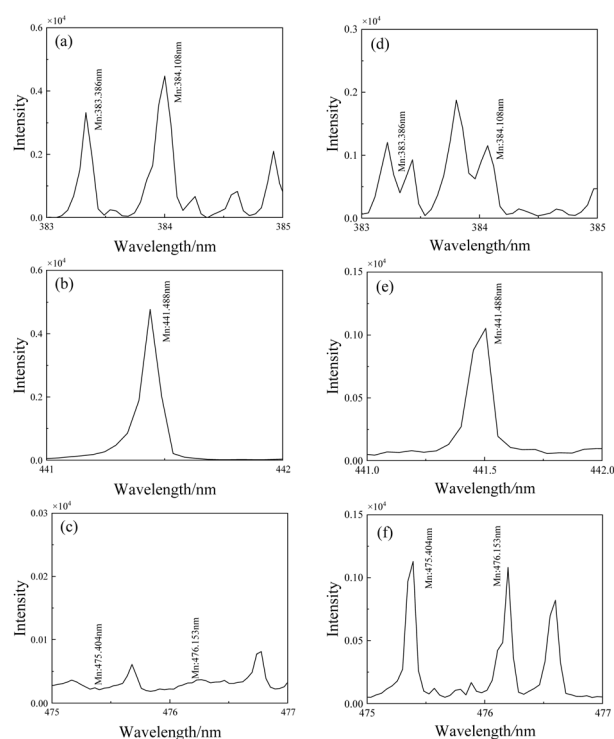 ×10⁴
(a)
0.6
0.4
0.2
0.0
Intensity
Mn:383.386nm
Mn:384.108nm
383
384
385
Wavelength/nm
×10⁴
(d)
0.3
0.2
0.1
0.0
Intensity
Mn:383.386nm
Mn:384.108nm
383
384
385
Wavelength/nm
×10⁴
(b)
0.6
0.4
0.2
0.0
Intensity
Mn:441.488nm
441
442
Wavelength/nm
×10⁴
(e)
0.15
0.10
0.05
0.00
Intensity
Mn:441.488nm
441.0
441.5
442.0
Wavelength/nm
×10⁴
(c)
0.03
0.02
0.01
0.00
Intensity
Mn:475.404nm
Mn:476.153nm
475
476
477
Wavelength/nm
×10⁴
(f)
0.15
0.10
0.05
0.00
Intensity
Mn:475.404nm
Mn:476.153nm
475
476
477
Wavelength/nm